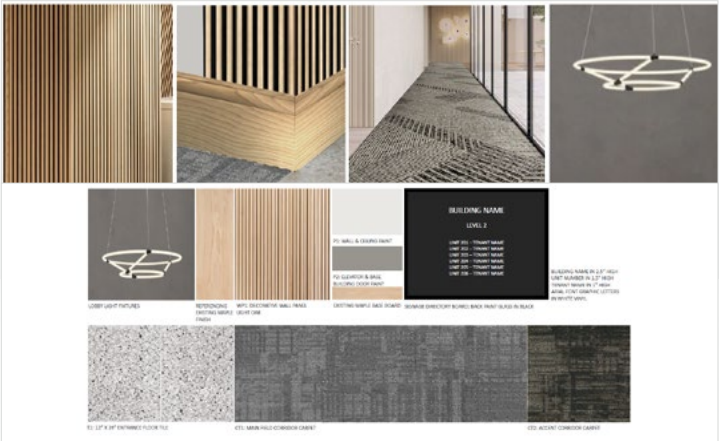 BUILDING NAME
LEVEL 2
UNIT 201 - TENANT NAME
UNIT 202 - TENANT NAME
UNIT 203 - TENANT NAME
UNIT 204 - TENANT NAME
UNIT 205 - TENANT NAME
UNIT 206 - TENANT NAME
P1: WALL & CEILING PAINT
P2: ELEVATOR & BASE
BUILDING DOOR PAINT
BUILDING NAME IN 2.5" HIGH
UNIT NUMBER IN 1.5" HIGH
TENANT NAME IN 1" HIGH
ARIAL FONT GRAPHIC LETTERS
IN WHITE VINYL
LOBBY LIGHT FIXTURES
REFERENCING
EXISTING MAPLE
FINISH
WPC DECORATIVE WALL PANEL
LIGHT OAK
EXISTING MAPLE BASE BOARD
SIGNAGE DIRECTORY BOARD, BACK PAINT GLASS IN BLACK
T1: 12" X 24" ENTRANCE FLOOR TILE
CT1: MAIN FIELD CORRIDOR CARPET
CT2: ACCENT CORRIDOR CARPET